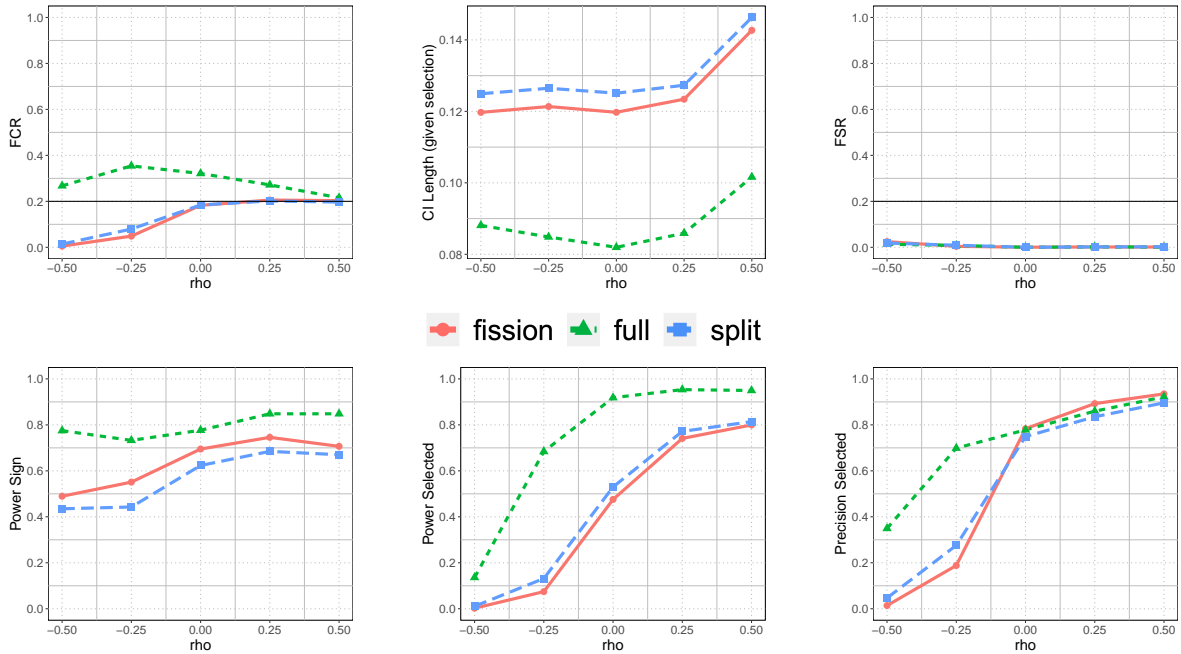 FCR
1.0
0.8
0.6
0.4
0.2
0.0
−0.50 −0.25 0.00 0.25 0.50
rho
CI Length (given selection)
0.14
0.12
0.10
0.08
−0.50 −0.25 0.00 0.25 0.50
rho
FSR
1.0
0.8
0.6
0.4
0.2
0.0
−0.50 −0.25 0.00 0.25 0.50
rho
fission full split
Power Sign
1.0
0.8
0.6
0.4
0.2
0.0
−0.50 −0.25 0.00 0.25 0.50
rho
Power Selected
1.0
0.8
0.6
0.4
0.2
0.0
−0.50 −0.25 0.00 0.25 0.50
rho
Precision Selected
1.0
0.8
0.6
0.4
0.2
0.0
−0.50 −0.25 0.00 0.25 0.50
rho